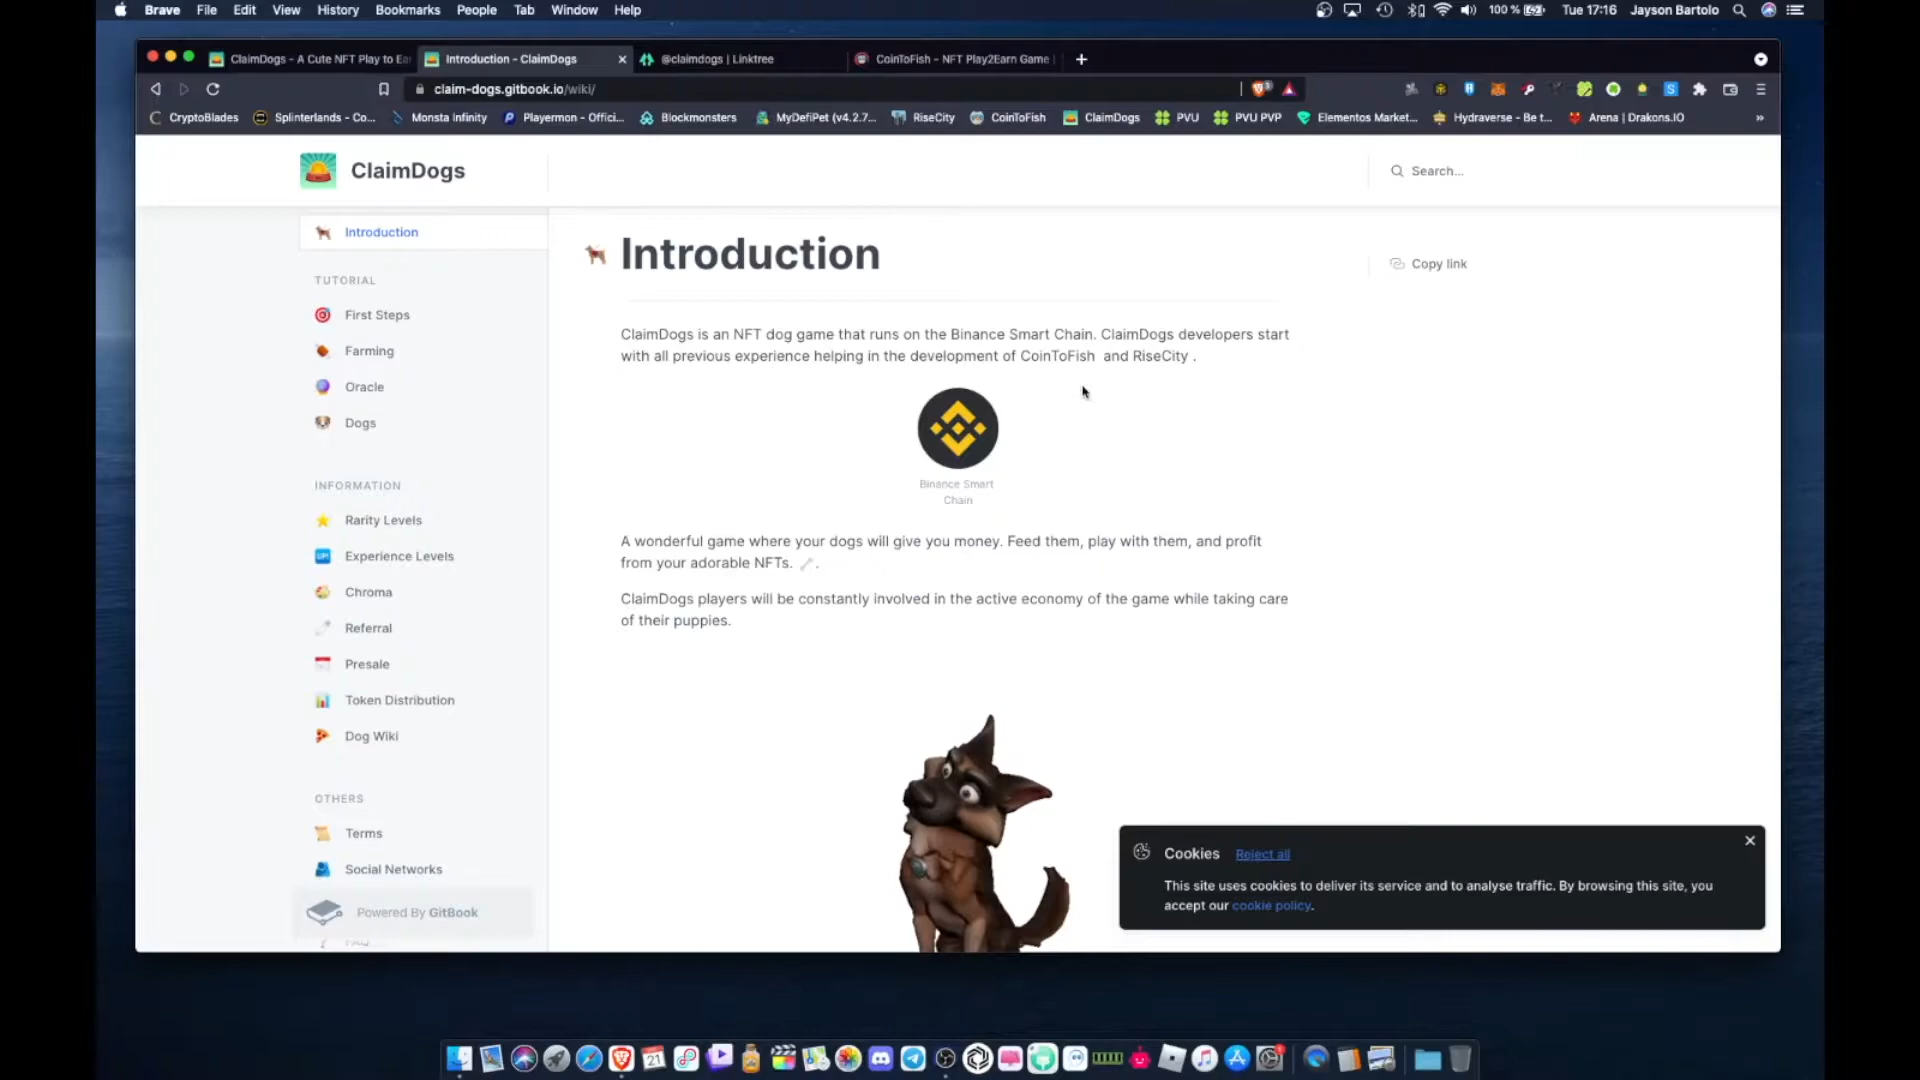 Brave File Edit View History Bookmarks People Tab Window Help
100 % Tue 17:16 Jayson Bartolo
ClaimDogs - A Cute NFT Play to Ea
Introduction - ClaimDogs
@claimdogs | Linktree
CoinToFish - NFT Play2Earn Game
claim-dogs.gitbook.io/wiki/
CryptoBlades
Splinterlands - Co...
Monsta Infinity
Playermon - Offici...
Blockmonsters
MyDefiPet (v4.2.7...
RiseCity
CoinToFish
ClaimDogs
PVU
PVU PVP
Elementos Market...
Hydraverse - Be t...
Arena | Drakons.IO
»
ClaimDogs
Search...
Introduction
TUTORIAL
First Steps
Farming
Oracle
Dogs
INFORMATION
Rarity Levels
Experience Levels
Chroma
Referral
Presale
Token Distribution
Dog Wiki
OTHERS
Terms
Social Networks
Powered By GitBook
FAQ
Introduction
Copy link
ClaimDogs is an NFT dog game that runs on the Binance Smart Chain. ClaimDogs developers start
with all previous experience helping in the development of CoinToFish and RiseCity .
Binance Smart
Chain
A wonderful game where your dogs will give you money. Feed them, play with them, and profit
from your adorable NFTs. .
ClaimDogs players will be constantly involved in the active economy of the game while taking care
of their puppies.
Cookies Reject all
This site uses cookies to deliver its service and to analyse traffic. By browsing this site, you
accept our cookie policy.
21